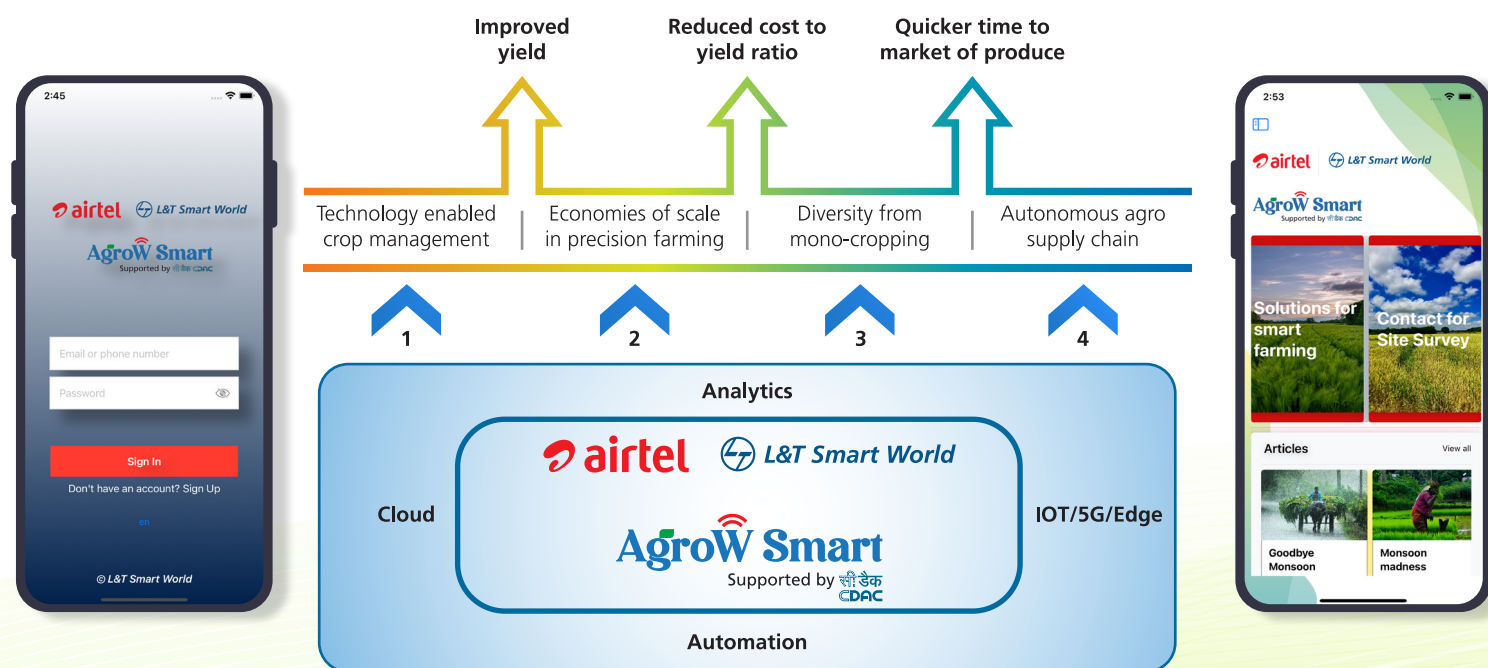 Improved
yield
Reduced cost to
yield ratio
Quicker time to
market of produce
2:45
airtel
L&T Smart World
AgroW Smart
Supported by सी डैक CDAC
Email or phone number
Password
Sign In
Don't have an account? Sign Up
en
© L&T Smart World
Technology enabled
crop management
Economies of scale
in precision farming
Diversity from
mono-cropping
Autonomous agro
supply chain
1
2
3
4
Analytics
Cloud
airtel
L&T Smart World
AgroW Smart
Supported by सी डैक
CDAC
IOT/5G/Edge
Automation
2:53
airtel
L&T Smart World
AgroW Smart
Supported by सी डैक CDAC
Solutions for
smart
farming
Contact for
Site Survey
Articles
View all
Goodbye
Monsoon
Monsoon
madness